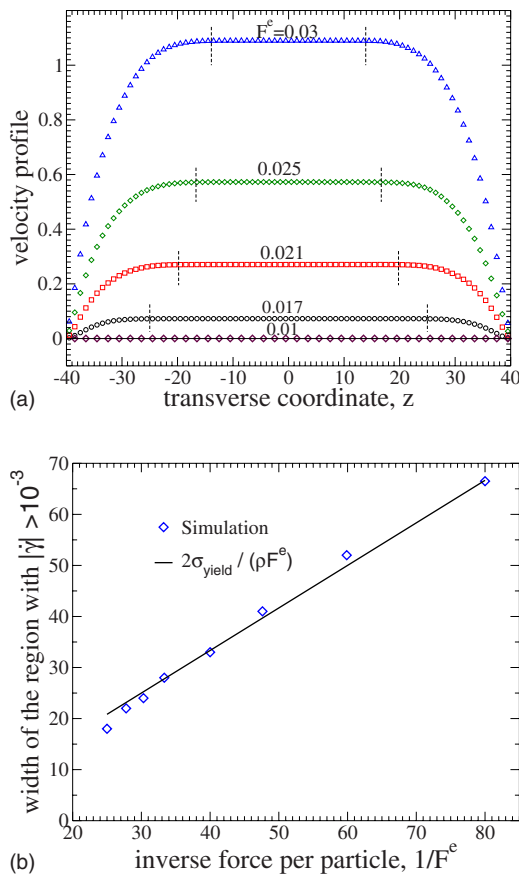 F^e=0.03
1
0.8
0.6
0.4
0.2
0
velocity profile
0.025
0.021
0.017
0.01
-40 -30 -20 -10 0 10 20 30 40
(a) transverse coordinate, z
70
60
50
40
30
20
10
0
width of the region with |γ̇| >10^-3
Simulation
2σ_yield / (ρF^e)
20 30 40 50 60 70 80
(b) inverse force per particle, 1/F^e